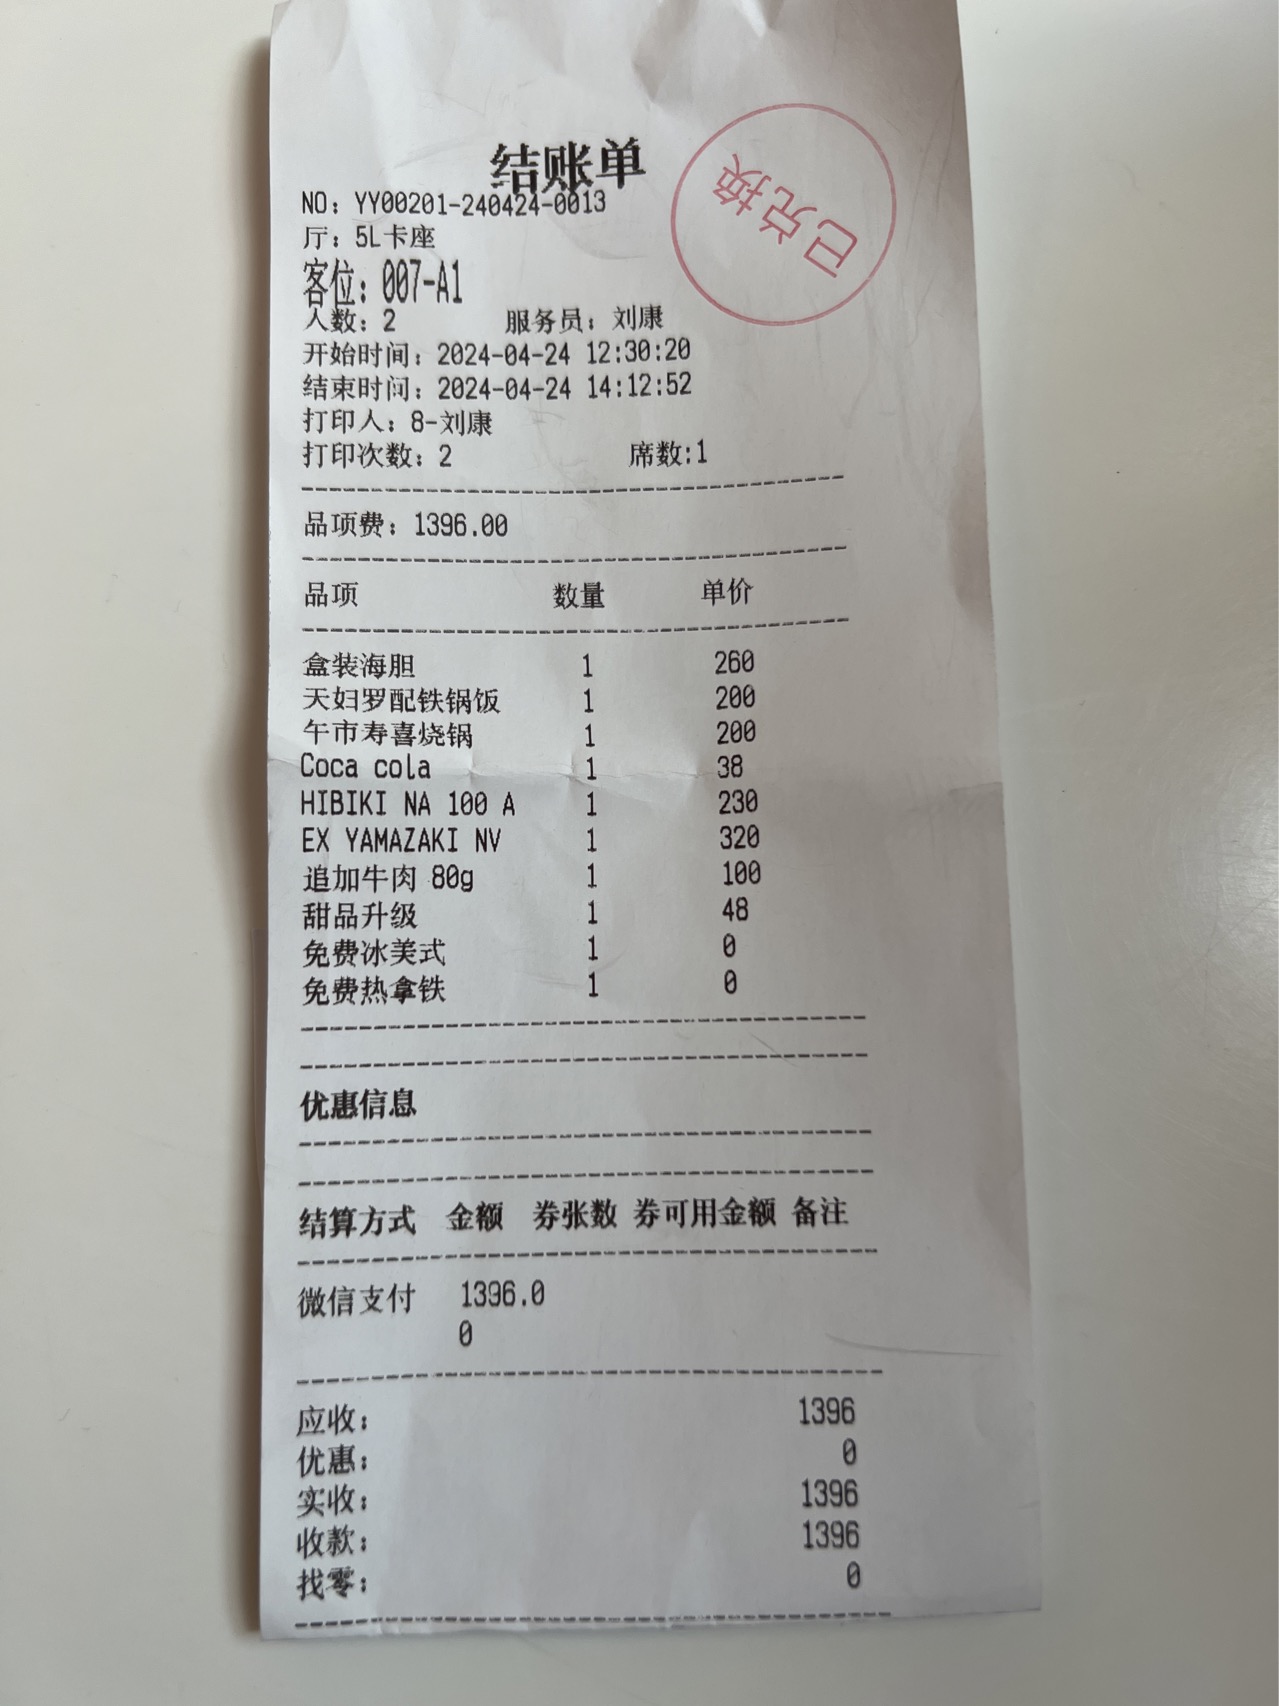 结账单
已兑换
NO: YY00201-240424-0013
厅: 5L卡座
客位: 007-A1
人数: 2 服务员: 刘康
开始时间: 2024-04-24 12:30:20
结束时间: 2024-04-24 14:12:52
打印人: 8-刘康
打印次数: 2 席数:1
品项费: 1396.00
品项 数量 单价
盒装海胆 1 260
天妇罗配铁锅饭 1 200
午市寿喜烧锅 1 200
Coca cola 1 38
HIBIKI NA 100 A 1 230
EX YAMAZAKI NV 1 320
追加牛肉 80g 1 100
甜品升级 1 48
免费冰美式 1 0
免费热拿铁 1 0
优惠信息
结算方式 金额 券张数 券可用金额 备注
微信支付 1396.0
0
应收: 1396
优惠: 0
实收: 1396
收款: 1396
找零: 0